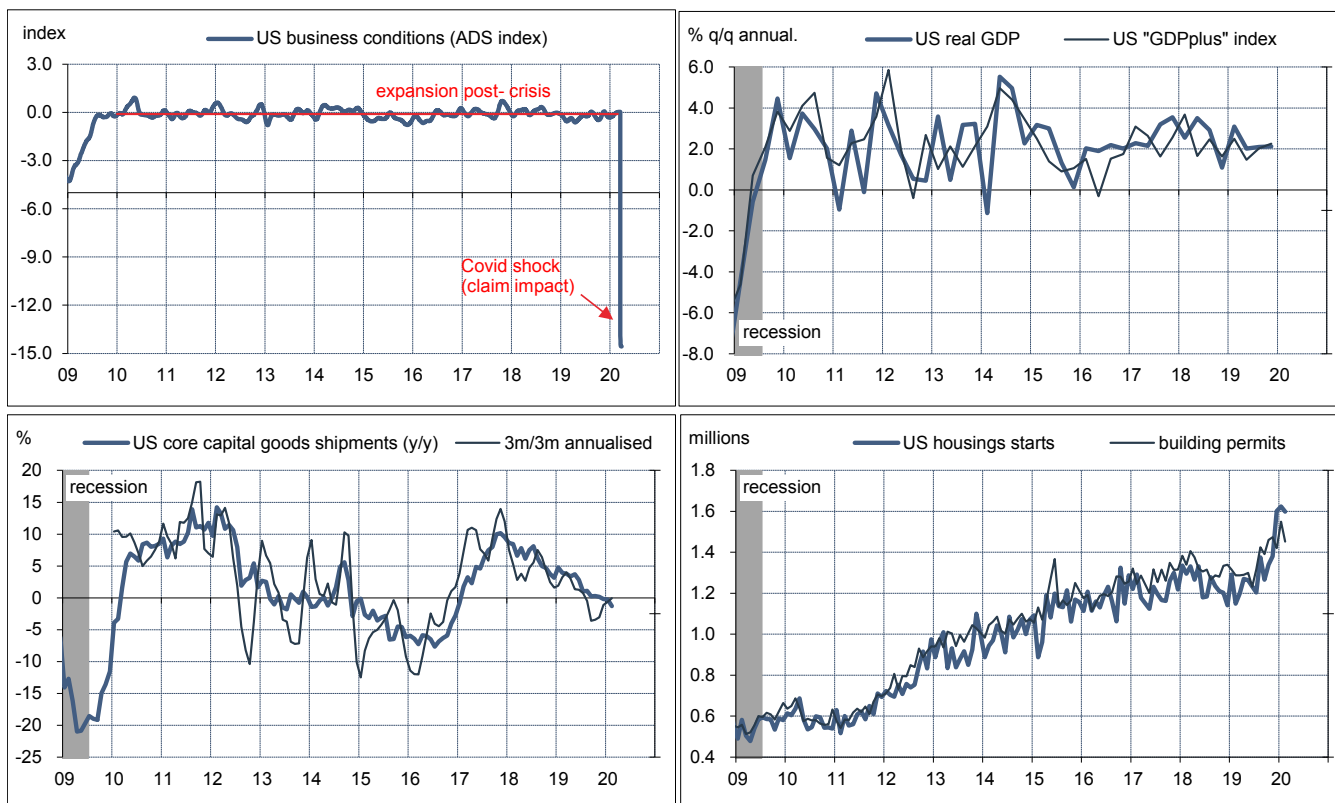 index
US business conditions (ADS index)
3.0
0.0
-3.0
-6.0
-9.0
-12.0
-15.0
expansion post- crisis
Covid shock
(claim impact)
09 10 11 12 13 14 15 16 17 18 19 20
% q/q annual.
US real GDP US "GDPplus" index
6.0
4.0
2.0
0.0
-2.0
-4.0
-6.0
-8.0
recession
09 10 11 12 13 14 15 16 17 18 19 20
%
US core capital goods shipments (y/y) 3m/3m annualised
20
15
10
5
0
-5
-10
-15
-20
-25
recession
09 10 11 12 13 14 15 16 17 18 19 20
millions
US housings starts building permits
1.8
1.6
1.4
1.2
1.0
0.8
0.6
0.4
recession
09 10 11 12 13 14 15 16 17 18 19 20